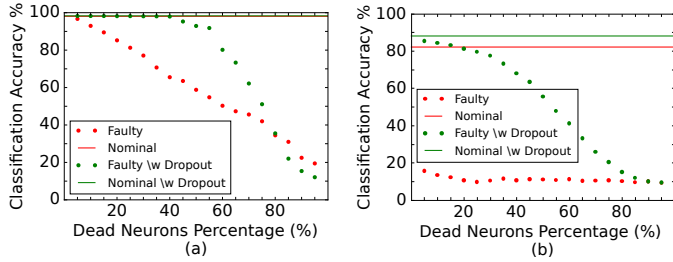 100
80
60
40
20
0
Classification Accuracy %
Faulty
Nominal
Faulty \w Dropout
Nominal \w Dropout
20 40 60 80
Dead Neurons Percentage (%)
(a)
100
80
60
40
20
0
Classification Accuracy %
Faulty
Nominal
Faulty \w Dropout
Nominal \w Dropout
20 40 60 80
Dead Neurons Percentage (%)
(b)